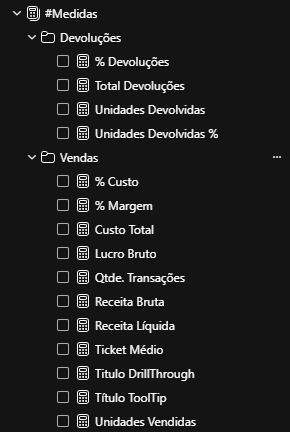 #Medidas
Devoluções
% Devoluções
Total Devoluções
Unidades Devolvidas
Unidades Devolvidas %
Vendas
% Custo
% Margem
Custo Total
Lucro Bruto
Qtde. Transações
Receita Bruta
Receita Líquida
Ticket Médio
Titulo DrillThrough
Título ToolTip
Unidades Vendidas